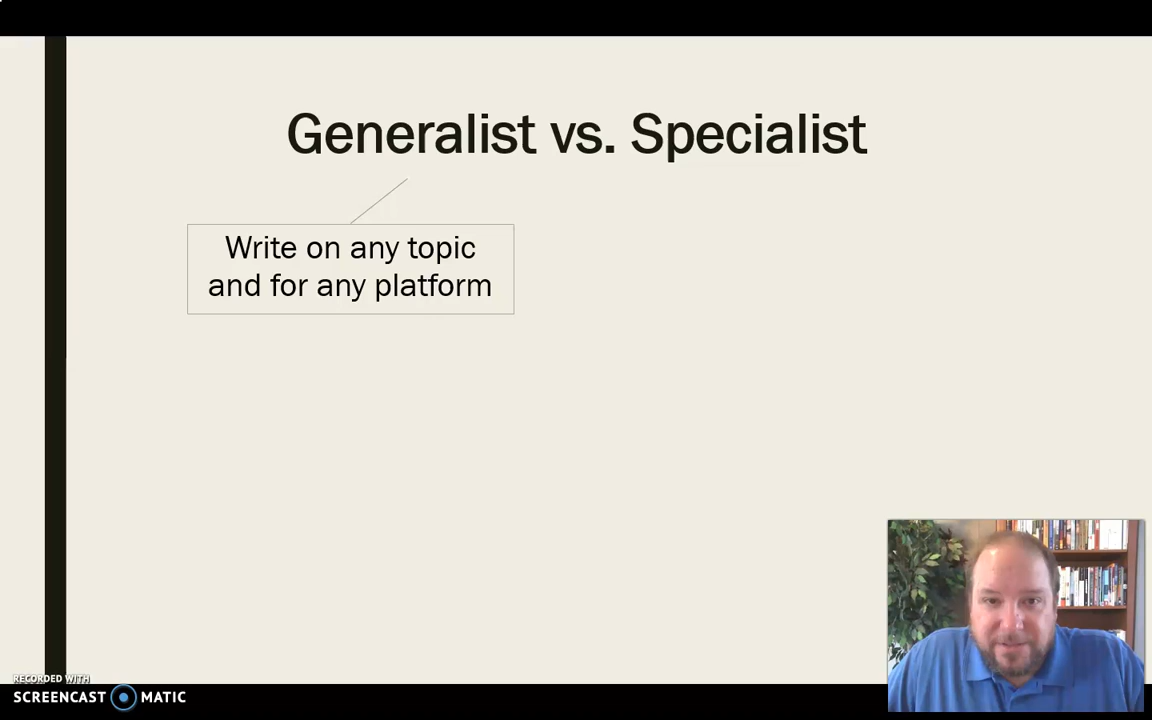 Generalist vs. Specialist
Write on any topic
and for any platform
RECORDED WITH
SCREENCAST MATIC